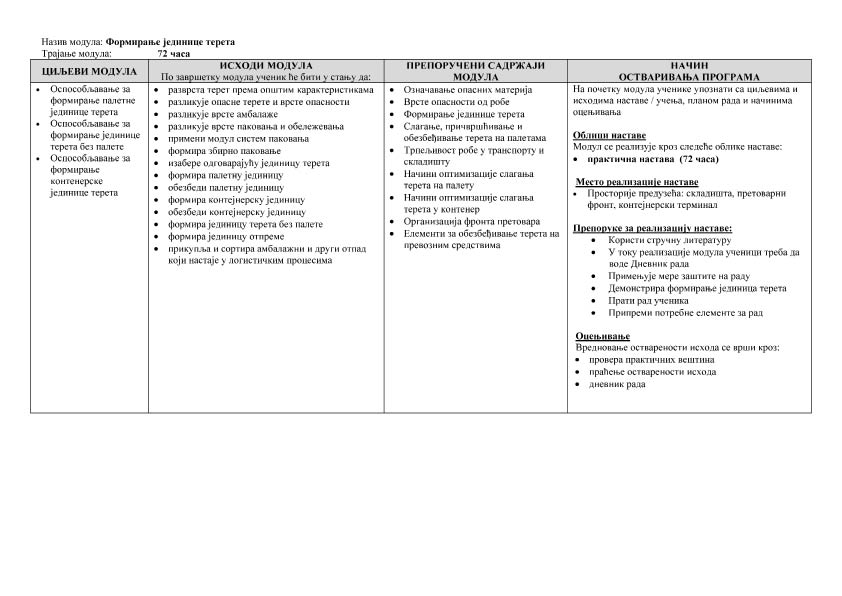 Назив модула: Формирање јединице терета
Трајање модула: 72 часа
ЦИЉЕВИ МОДУЛА
• Оспособљавање за
формирање палетне
јединице терета
• Оспособљавање за
формирање јединице
терета без палете
• Оспособљавање за
формирање
контенерске
јединице терета
ИСХОДИ МОДУЛА
По завршетку модула ученик ће бити у стању да:
• разврста терет према општим карактеристикама
• разликује опасне терете и врсте опасности
• разликује врсте амбалаже
• разликује врсте паковања и обележевања
• примени модул систем паковања
• формира збирно паковање
• изабере одговарајућу јединицу терета
• формира палетну јединицу
• обезбеди палетну јединицу
• формира контејнерску јединицу
• обезбеди контејнерску јединицу
• формира јединицу терета без палете
• формира јединицу отпреме
• прикупља и сортира амбалажни и други отпад
који настаје у логистичким процесима
ПРЕПОРУЧЕНИ САДРЖАЈИ
МОДУЛА
• Означавање опасних материја
• Врсте опасности од робе
• Формирање јединице терета
• Слагање, причвршћивање и
обезбеђивање терета на палетама
• Трпељивост робе у транспорту и
складишту
• Начини оптимизације слагања
терета на палету
• Начини оптимизације слагања
терета у контенер
• Организација фронта претовара
• Елементи за обезбеђивање терета на
превозним средствима
НАЧИН
ОСТВАРИВАЊА ПРОГРАМА
На почетку модула ученике упознати са циљевима и
исходима наставе / учења, планом рада и начинима
оцењивања
Облици наставе
Модул се реализује кроз следеће облике наставе:
• практична настава (72 часа)
Место реализације наставе
• Просторије предузећа: складишта, претоварни
фронт, контејнерски терминал
Препоруке за реализацију наставе:
• Користи стручну литературу
• У току реализације модула ученици треба да
воде Дневник рада
• Примењује мере заштите на раду
• Демонстрира формирање јединица терета
• Прати рад ученика
• Припреми потребне елементе за рад
Оцењивање
Вредновање остварености исхода се врши кроз:
• провера практичних вештина
• праћење остварености исхода
• дневник рада